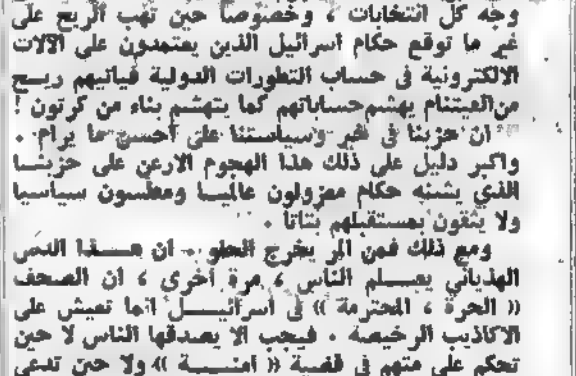 وجه كل انتخابات ، وخصوصا حين تهب الريح على
غير ما توقع حكام اسرائيل الذين يعتمدون على الآلات
الالكترونية في حساب التطورات الدولية فياتيهم ريح
من الفيتنام يهشم حساباتهم كما يتهشم بناء من كرتون !
ان حزبنا في خير وسياستنا على احسن ما يرام .
واكبر دليل على ذلك هذا الهجوم الارعن على حزبنا
الذي يشنه حكام معزولون عالميا ومفلسون سياسيا
ولا يثقون بمستقبلهم بتاتا .
ومع ذلك فمن المر يخرج الحلو . ان هذا النص
الهذياني يعلم الناس ، مرة أخرى ، ان الصحف
(( الحرة ، المحترمة )) في اسرائيل انما تعيش على
الاكاذيب الرخيصة . فيجب الا يصدقها الناس لا حين
تحكم على متهم في قضية (( امنية )) ولا حين تدعي